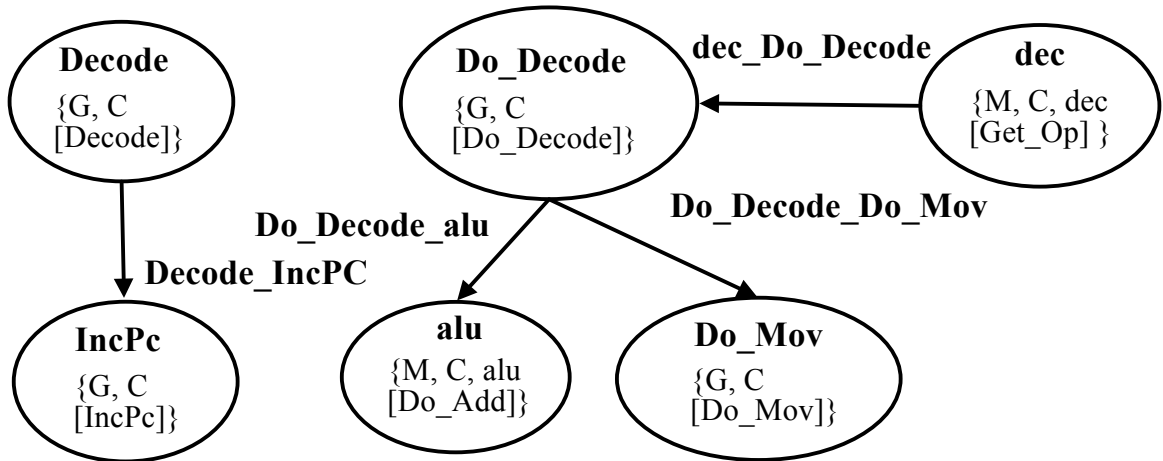 Decode
{G, C
[Decode]}
Do_Decode
{G, C
[Do_Decode]}
dec_Do_Decode
dec
{M, C, dec
[Get_Op] }
Do_Decode_alu
Do_Decode_Do_Mov
Decode_IncPC
IncPc
{G, C
[IncPc]}
alu
{M, C, alu
[Do_Add]}
Do_Mov
{G, C
[Do_Mov]}